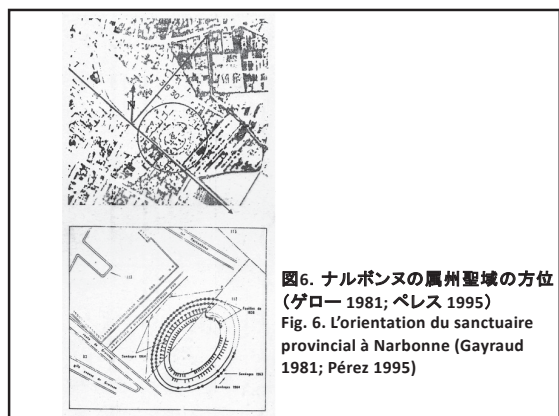 N
図6. ナルボンヌの属州聖域の方位
(ゲロー 1981; ペレス 1995)
Fig. 6. L'orientation du sanctuaire
provincial à Narbonne (Gayraud
1981; Pérez 1995)